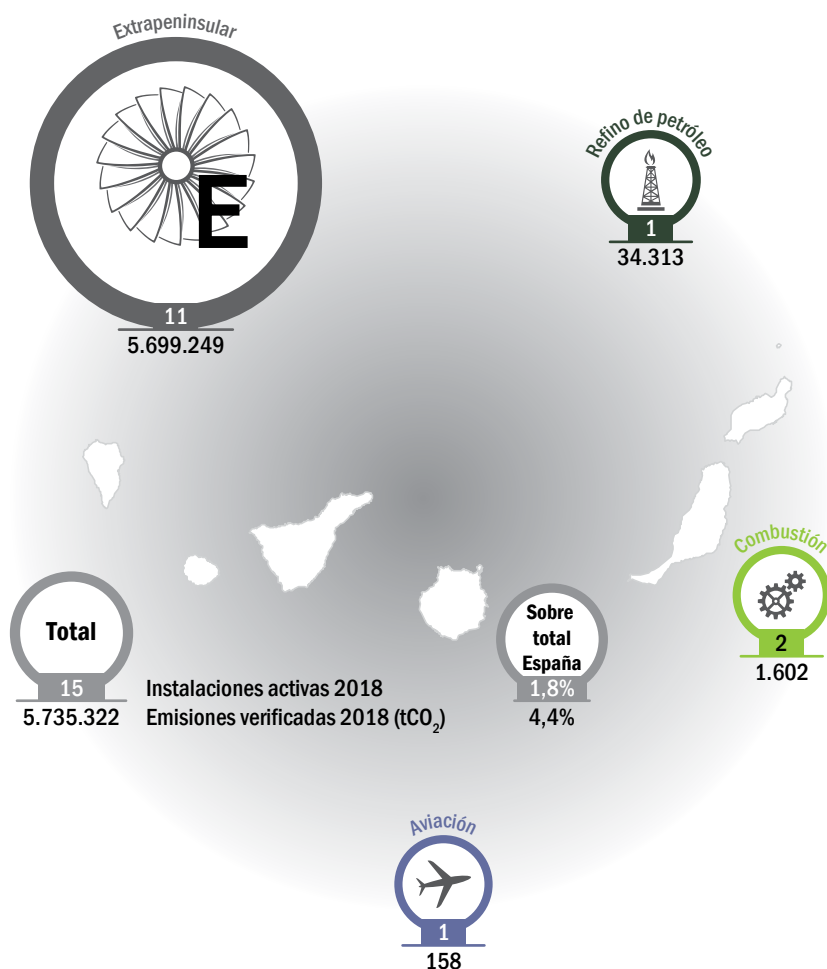 Extrapeninsular
E
11
5.699.249
Refino de petróleo
1
34.313
Combustión
2
1.602
Total
15 Instalaciones activas 2018
5.735.322 Emisiones verificadas 2018 (tCO₂)
Sobre
total
España
1,8%
4,4%
Aviación
1
158